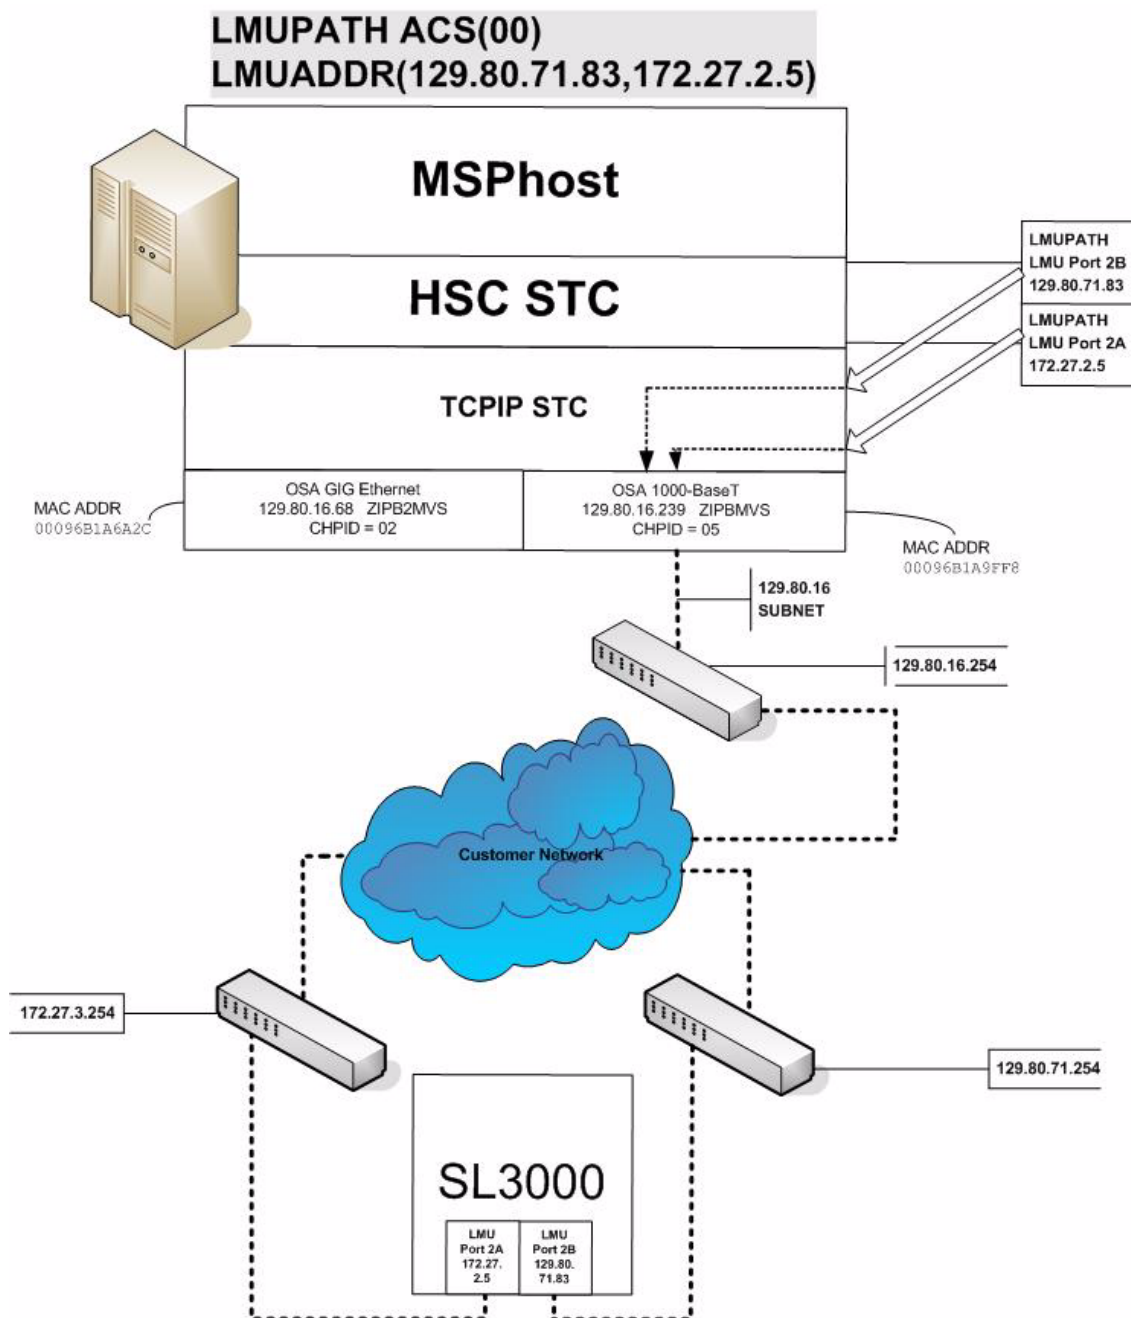 LMUPATH ACS(00)
LMUADDR(129.80.71.83,172.27.2.5)
MSPhost
HSC STC
TCPIP STC
LMUPATH
LMU Port 2B
129.80.71.83
LMUPATH
LMU Port 2A
172.27.2.5
MAC ADDR
00096B1A6A2C
OSA GIG Ethernet
129.80.16.68 ZIPB2MVS
CHPID = 02
OSA 1000-BaseT
129.80.16.239 ZIPBMVS
CHPID = 05
MAC ADDR
00096B1A9FF8
129.80.16
SUBNET
129.80.16.254
Customer Network
172.27.3.254
129.80.71.254
SL3000
LMU
Port 2A
172.27.
2.5
LMU
Port 2B
129.80.
71.83